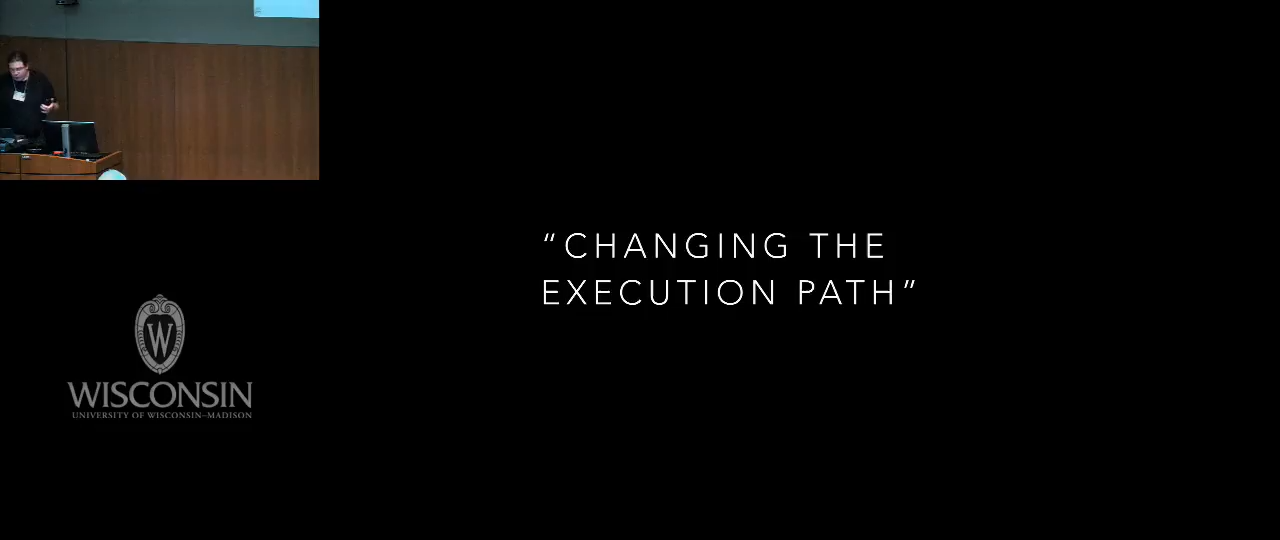 “CHANGING THE
EXECUTION PATH”
W
WISCONSIN
UNIVERSITY OF WISCONSIN–MADISON